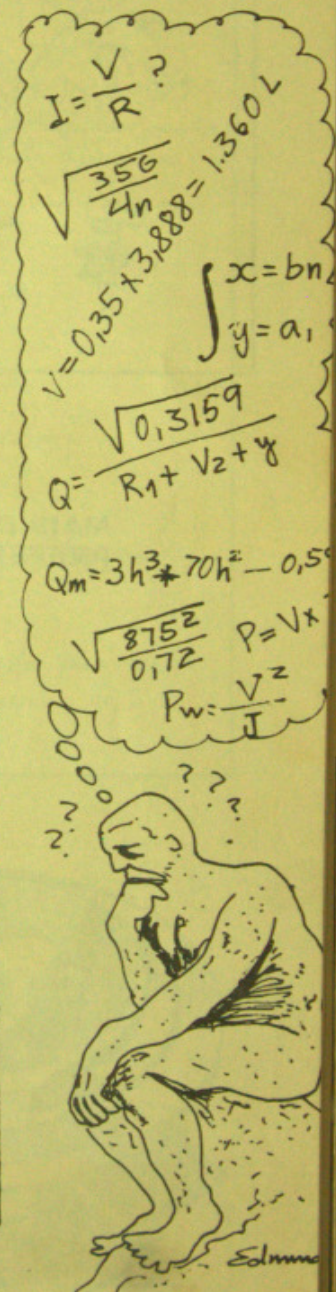 I = V/R ?
√356/4n
V = 0,35 x 3,888 = 1.360 L
∫ x = bn
y = a,
Q = √0,3159 / R1 + V2 + y
Qm = 3h³ + 70h² — 0,5
√8752/0,72
P = Vx
Pw = V²/I
? ? ?
? ?